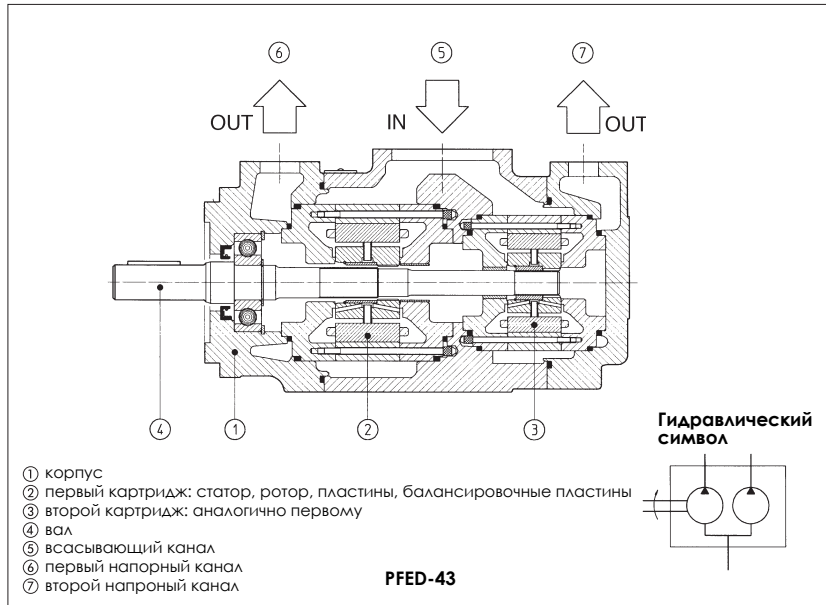 ⑥ ⑤ ⑦
OUT IN OUT
④ ① ② ③
Гидравлический
символ
① корпус
② первый картридж: статор, ротор, пластины, балансировочные пластины
③ второй картридж: аналогично первому
④ вал
⑤ всасывающий канал
⑥ первый напорный канал
⑦ второй напроный канал
PFED-43